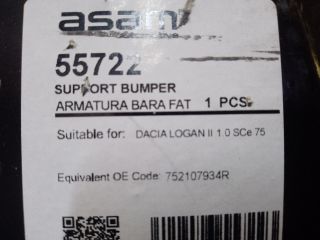 asam
55722
SUPPORT BUMPER
ARMATURA BARA FAT 1 PCS
Suitable for: DACIA LOGAN II 1.0 SCe 75
Equivalent OE Code: 752107934R